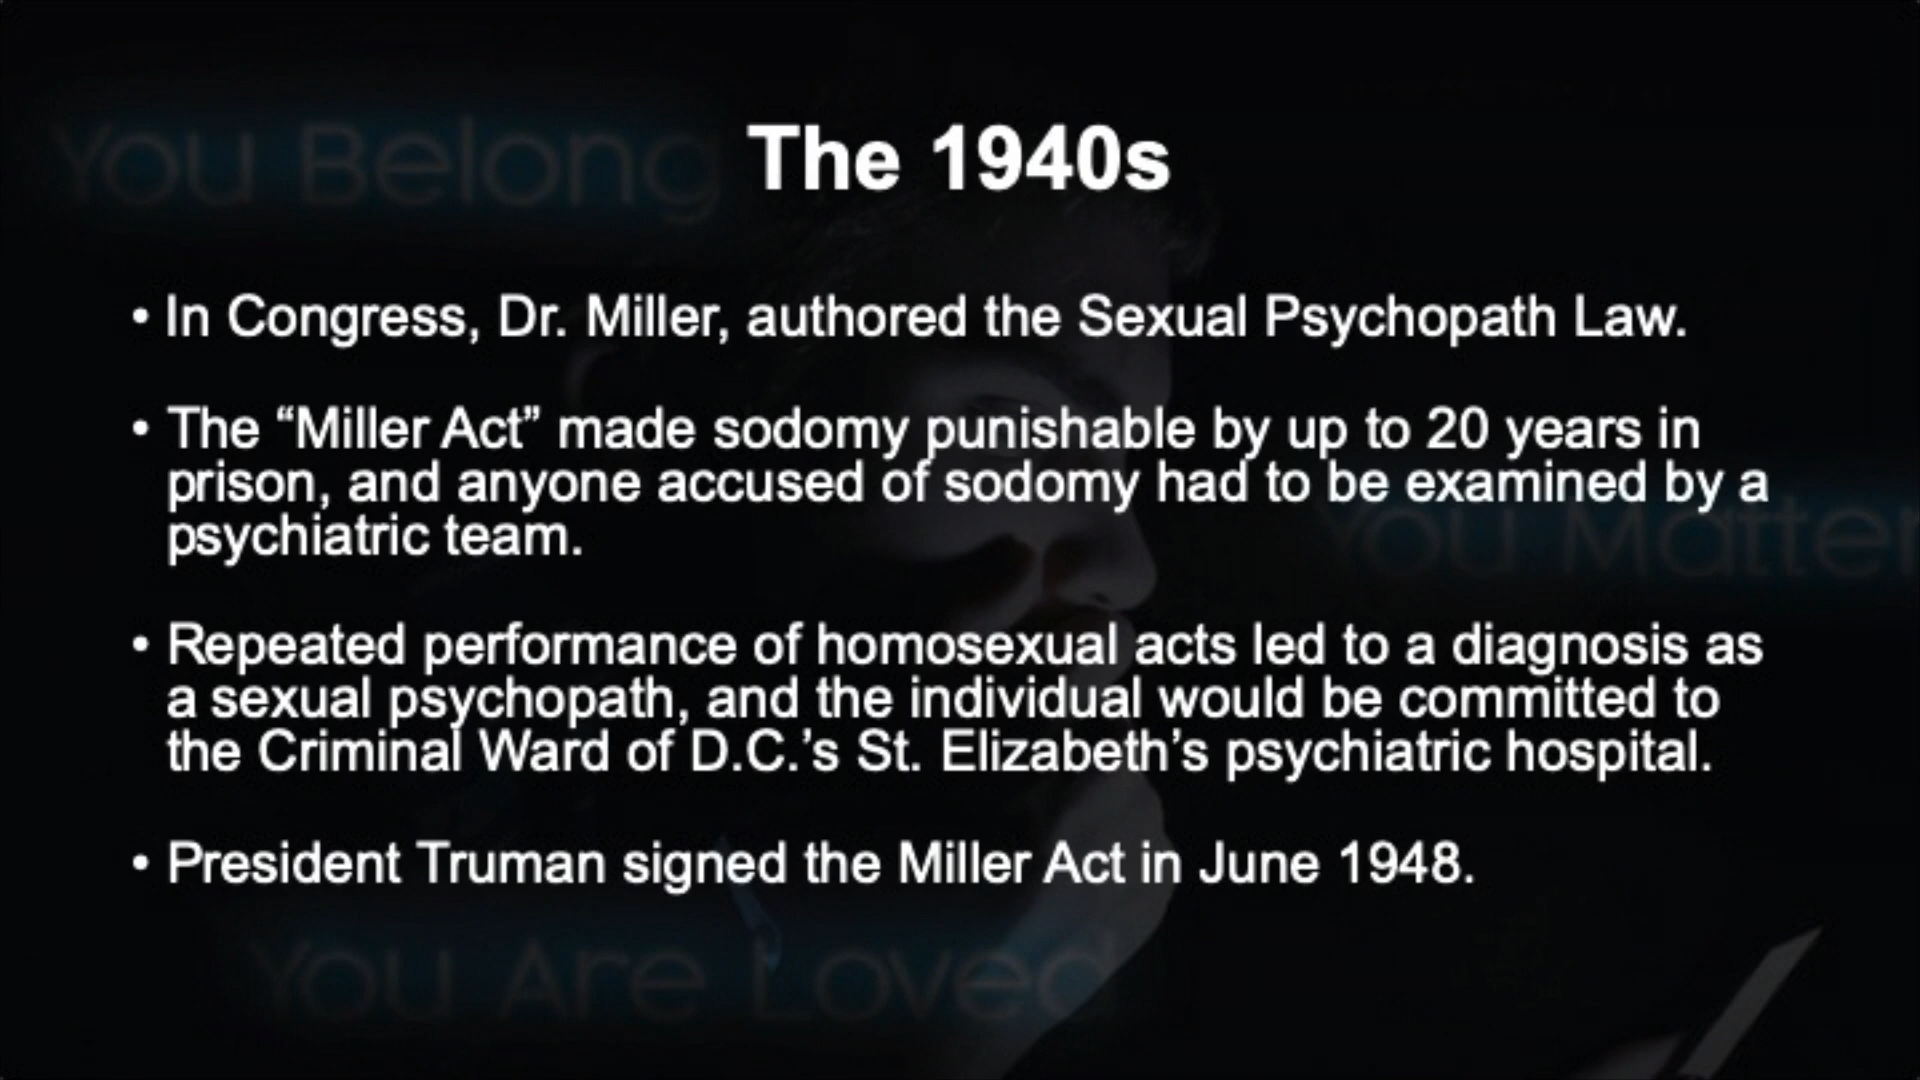 You Belong
The 1940s
• In Congress, Dr. Miller, authored the Sexual Psychopath Law.
• The “Miller Act” made sodomy punishable by up to 20 years in
prison, and anyone accused of sodomy had to be examined by a
psychiatric team.
You Matter
• Repeated performance of homosexual acts led to a diagnosis as
a sexual psychopath, and the individual would be committed to
the Criminal Ward of D.C.’s St. Elizabeth’s psychiatric hospital.
• President Truman signed the Miller Act in June 1948.
You Are Loved